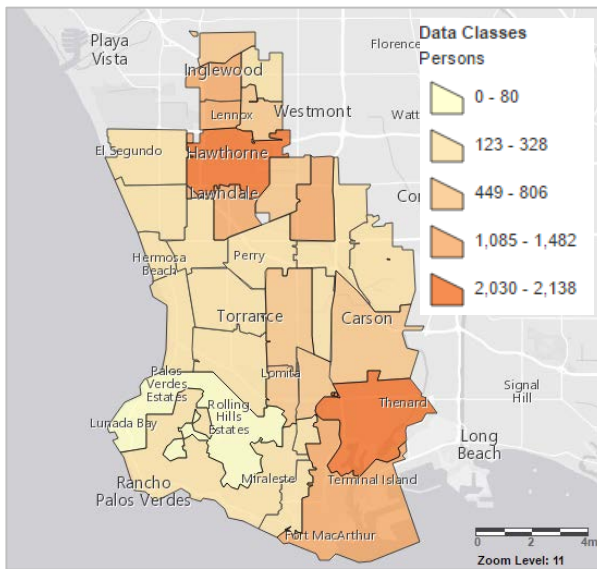 Playa
Vista
Florence
Inglewood
Westmont
Watt
Lennox
El Segundo
Hawthorne
Lawndale
Com
Hermosa
Beach
Perry
Torrance
Carson
Palos
Verdes
Estates
Lomita
Rolling
Hills
Estates
Lunada Bay
Thenard
Signal
Hill
Long
Beach
Rancho
Palos Verdes
Miraleste
Terminal Island
Fort MacArthur
Data Classes
Persons
0 - 80
123 - 328
449 - 806
1,085 - 1,482
2,030 - 2,138
0 2 4m
Zoom Level: 11